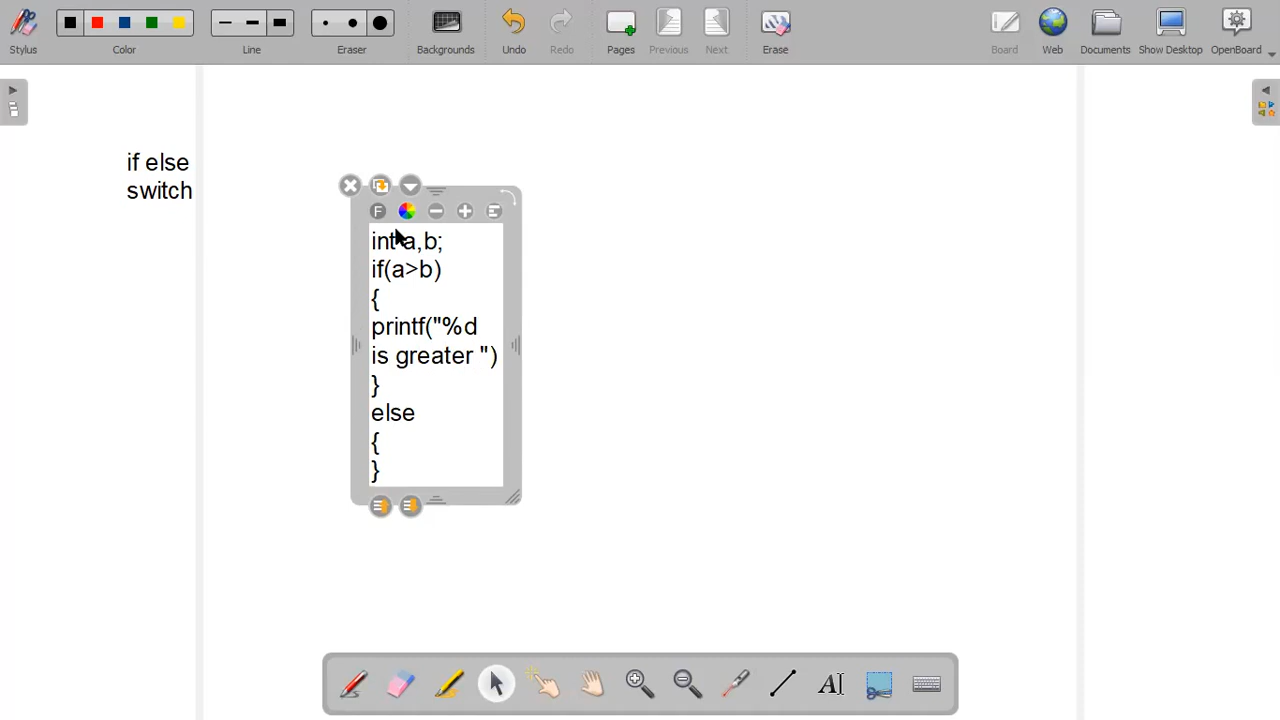 Stylus
Color
Line
Eraser
Backgrounds
Undo
Redo
Pages
Previous
Next
Erase
Board
Web
Documents
Show Desktop
OpenBoard
if else
switch
F
int a,b;
if(a>b)
{
printf("%d
is greater ")
}
else
{
}
AI